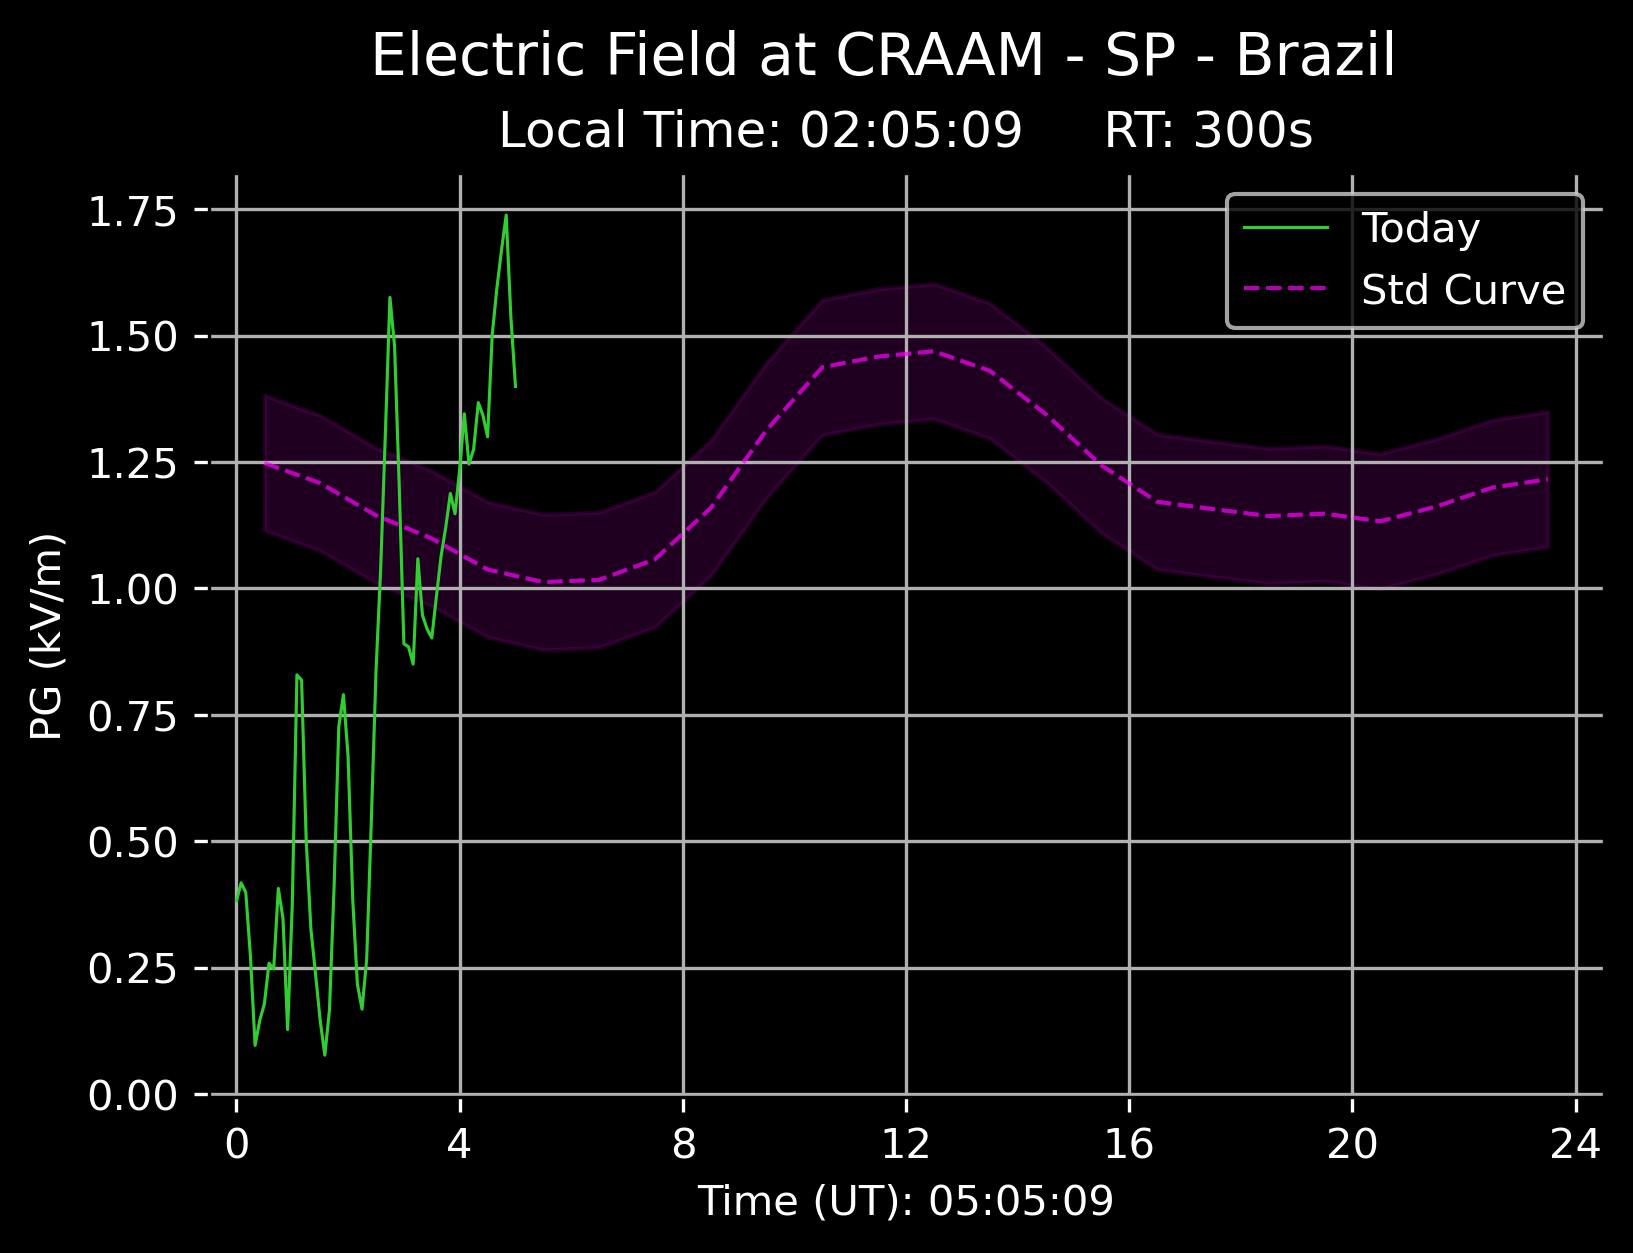 Electric Field at CRAAM - SP - Brazil
Local Time: 02:05:09 RT: 300s
Today
Std Curve
PG (kV/m)
1.75
1.50
1.25
1.00
0.75
0.50
0.25
0.00
0 4 8 12 16 20 24
Time (UT): 05:05:09